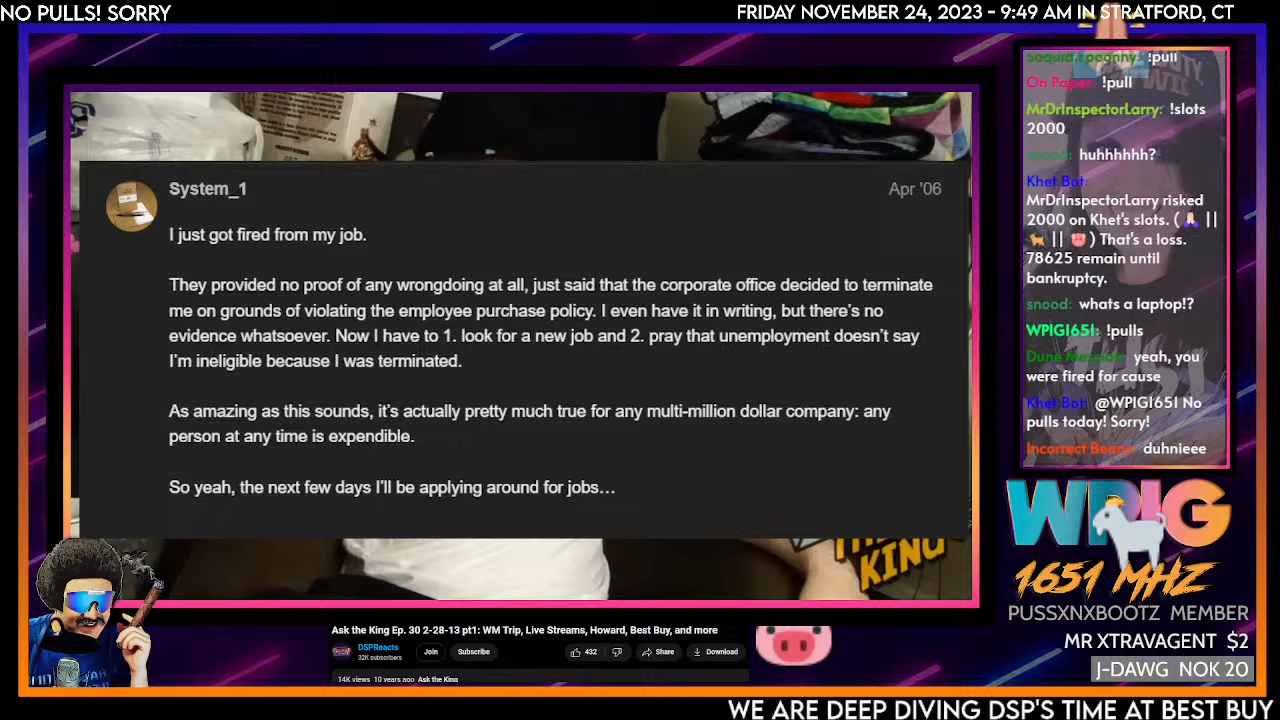 NO PULLS! SORRY
FRIDAY NOVEMBER 24, 2023 - 9:49 AM IN STRATFORD, CT
System_1
Apr '06
I just got fired from my job.
They provided no proof of any wrongdoing at all, just said that the corporate office decided to terminate
me on grounds of violating the employee purchase policy. I even have it in writing, but there's no
evidence whatsoever. Now I have to 1. look for a new job and 2. pray that unemployment doesn't say
I'm ineligible because I was terminated.
As amazing as this sounds, it's actually pretty much true for any multi-million dollar company: any
person at any time is expendible.
So yeah, the next few days I'll be applying around for jobs…
KING
!pull
On Paper !pull
MrDrInspectorLarry: !slots
2000
snood: huhhhhhh?
Khet Bot:
MrDrInspectorLarry risked
2000 on Khet's slots. ( ||
|| ) That's a loss.
78625 remain until
bankruptcy.
snood: whats a laptop!?
WPIG1651: !pulls
Dune Messiah: yeah, you
were fired for cause
Khet Bot: @WPIG1651 No
pulls today! Sorry!
Incorrect Beans: duhnieee
WPIG
1651 MHZ
PUSSXNXBOOTZ MEMBER
MR XTRAVAGENT $2
J-DAWG NOK 20
Ask the King Ep. 30 2-28-13 pt1: WM Trip, Live Streams, Howard, Best Buy, and more
DSPReacts
32K subscribers
Join
Subscribe
432
Share
Download
14K views 10 years ago Ask the King
WE ARE DEEP DIVING DSP'S TIME AT BEST BUY